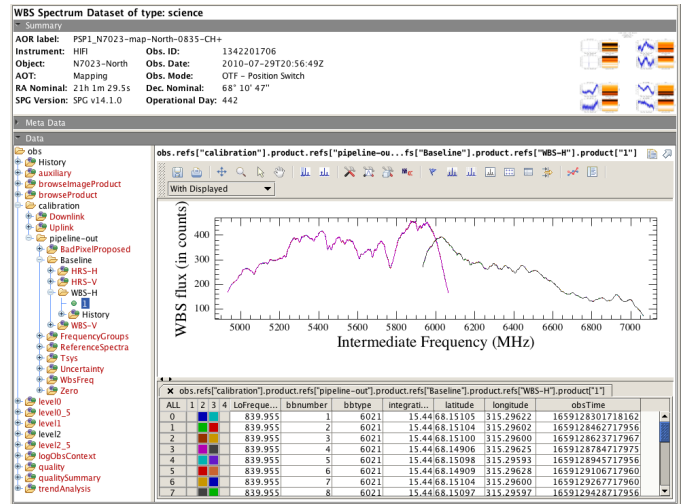 WBS Spectrum Dataset of type: science
Summary
AOR label: PSP1_N7023-map-North-0835-CH+
Instrument: HIFI Obs. ID: 1342201706
Object: N7023-North Obs. Date: 2010-07-29T20:56:49Z
AOT: Mapping Obs. Mode: OTF - Position Switch
RA Nominal: 21h 1m 29.5s Dec. Nominal: 68° 10' 47"
SPG Version: SPG v14.1.0 Operational Day: 442
Meta Data
Data
obs
History
auxiliary
browseImageProduct
browseProduct
calibration
Downlink
Uplink
pipeline-out
BadPixelProposed
Baseline
HRS-H
HRS-V
WBS-H
1
History
WBS-V
FrequencyGroups
ReferenceSpectra
Tsys
Uncertainty
WbsFreq
Zero
level0
level0_5
level1
level2
level2_5
logObsContext
quality
qualitySummary
trendAnalysis
obs.refs["calibration"].product.refs["pipeline-ou...fs["Baseline"].product.refs["WBS-H"].product["1"]
With Displayed
WBS flux (in counts)
400
300
200
100
5000 5200 5400 5600 5800 6000 6200 6400 6600 6800 7000
Intermediate Frequency (MHz)
obs.refs["calibration"].product.refs["pipeline-out"].product.refs["Baseline"].product.refs["WBS-H"].product["1"]
ALL 1 2 3 4 LoFreque... bbnumber bbtype integrati... latitude longitude obsTime
0 839.955 1 6021 15.44 68.15105 315.29622 1659128301718162
1 839.955 2 6021 15.44 68.15104 315.29602 1659128462717956
2 839.955 3 6021 15.44 68.15100 315.29600 1659128623717967
3 839.955 4 6021 15.44 68.14906 315.29625 1659128784717975
4 839.955 5 6021 15.44 68.15098 315.29593 1659128945717956
5 839.955 6 6021 15.44 68.14909 315.29628 1659129106717960
6 839.955 7 6021 15.44 68.15104 315.29600 1659129267717960
7 839.955 8 6021 15.44 68.15097 315.29597 1659129428717956